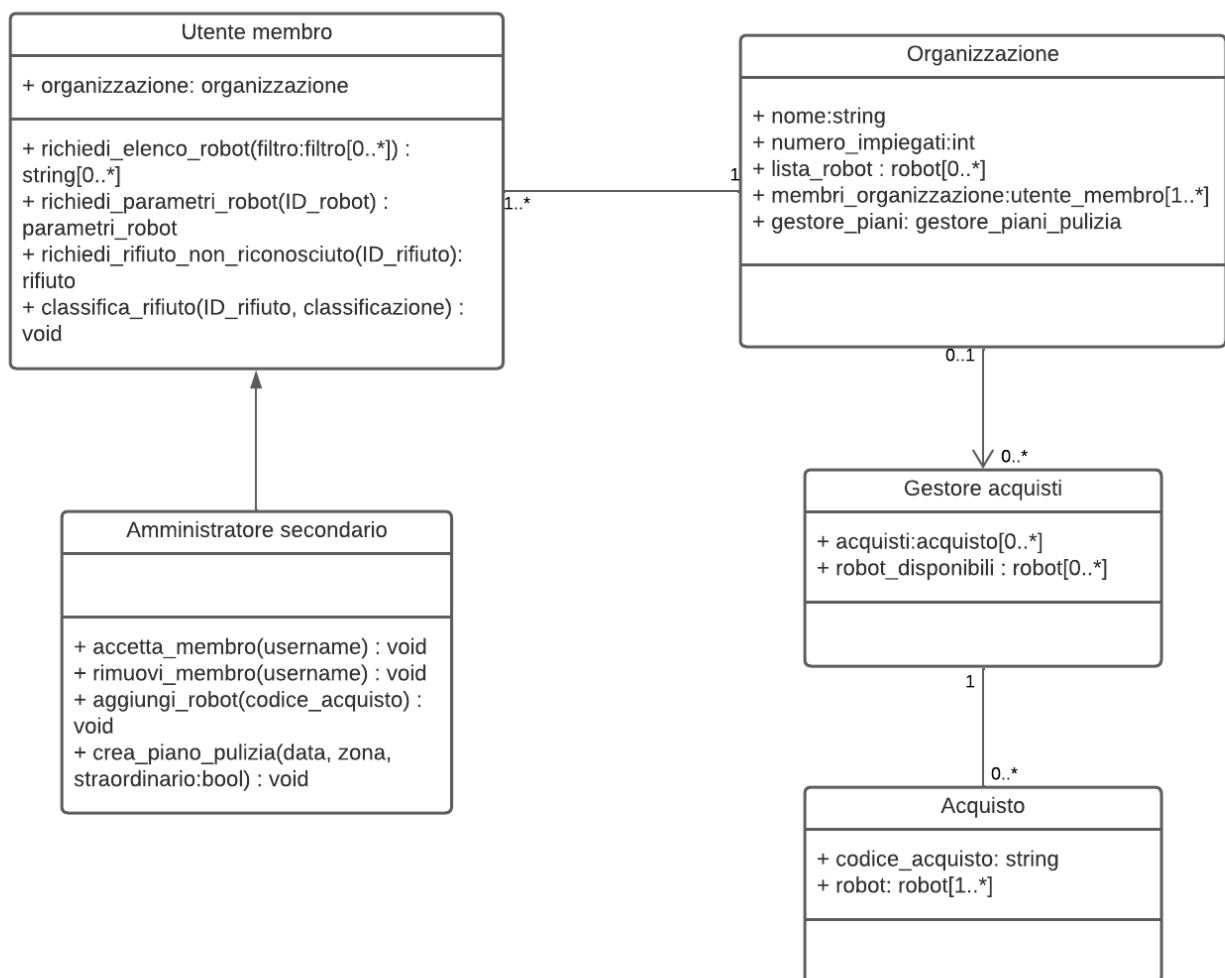 Utente membro
+ organizzazione: organizzazione
+ richiedi_elenco_robot(filtro:filtro[0..*]) :
string[0..*]
+ richiedi_parametri_robot(ID_robot) :
parametri_robot
+ richiedi_rifiuto_non_riconosciuto(ID_rifiuto):
rifiuto
+ classifica_rifiuto(ID_rifiuto, classificazione) :
void
1..*
1
Organizzazione
+ nome:string
+ numero_impiegati:int
+ lista_robot : robot[0..*]
+ membri_organizzazione:utente_membro[1..*]
+ gestore_piani: gestore_piani_pulizia
0..1
0..*
Amministratore secondario
+ accetta_membro(username) : void
+ rimuovi_membro(username) : void
+ aggiungi_robot(codice_acquisto) :
void
+ crea_piano_pulizia(data, zona,
straordinario:bool) : void
Gestore acquisti
+ acquisti:acquisto[0..*]
+ robot_disponibili : robot[0..*]
1
0..*
Acquisto
+ codice_acquisto: string
+ robot: robot[1..*]